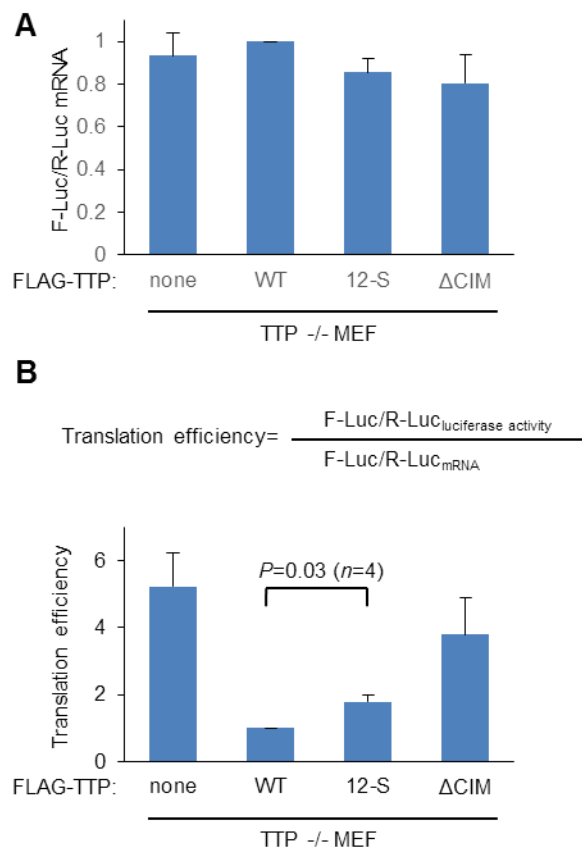 A
F-Luc/R-Luc mRNA
1
0.8
0.6
0.4
0.2
0
FLAG-TTP: none WT 12-S ΔCIM
TTP -/- MEF
B
Translation efficiency= F-Luc/R-Luc luciferase activity
F-Luc/R-Luc mRNA
Translation efficiency
6
4
2
0
P=0.03 (n=4)
FLAG-TTP: none WT 12-S ΔCIM
TTP -/- MEF